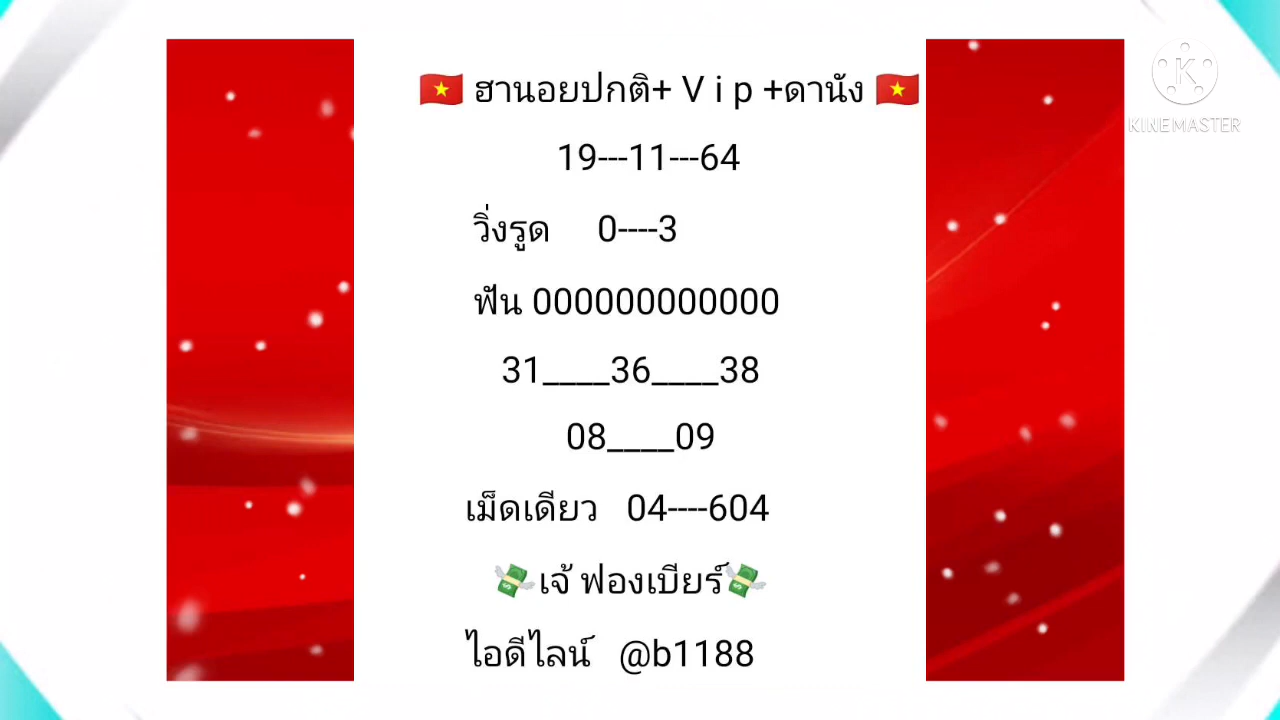 🇻🇳 ฮานอยปกติ+ V i p +ดานัง 🇻🇳
19---11---64
วิ่งรูด 0----3
ฟัน 000000000000
31____36____38
08____09
เม็ดเดียว 04----604
💸เจ้ ฟองเบียร์💸
ไอดีไลน์ @b1188
K
KINEMASTER